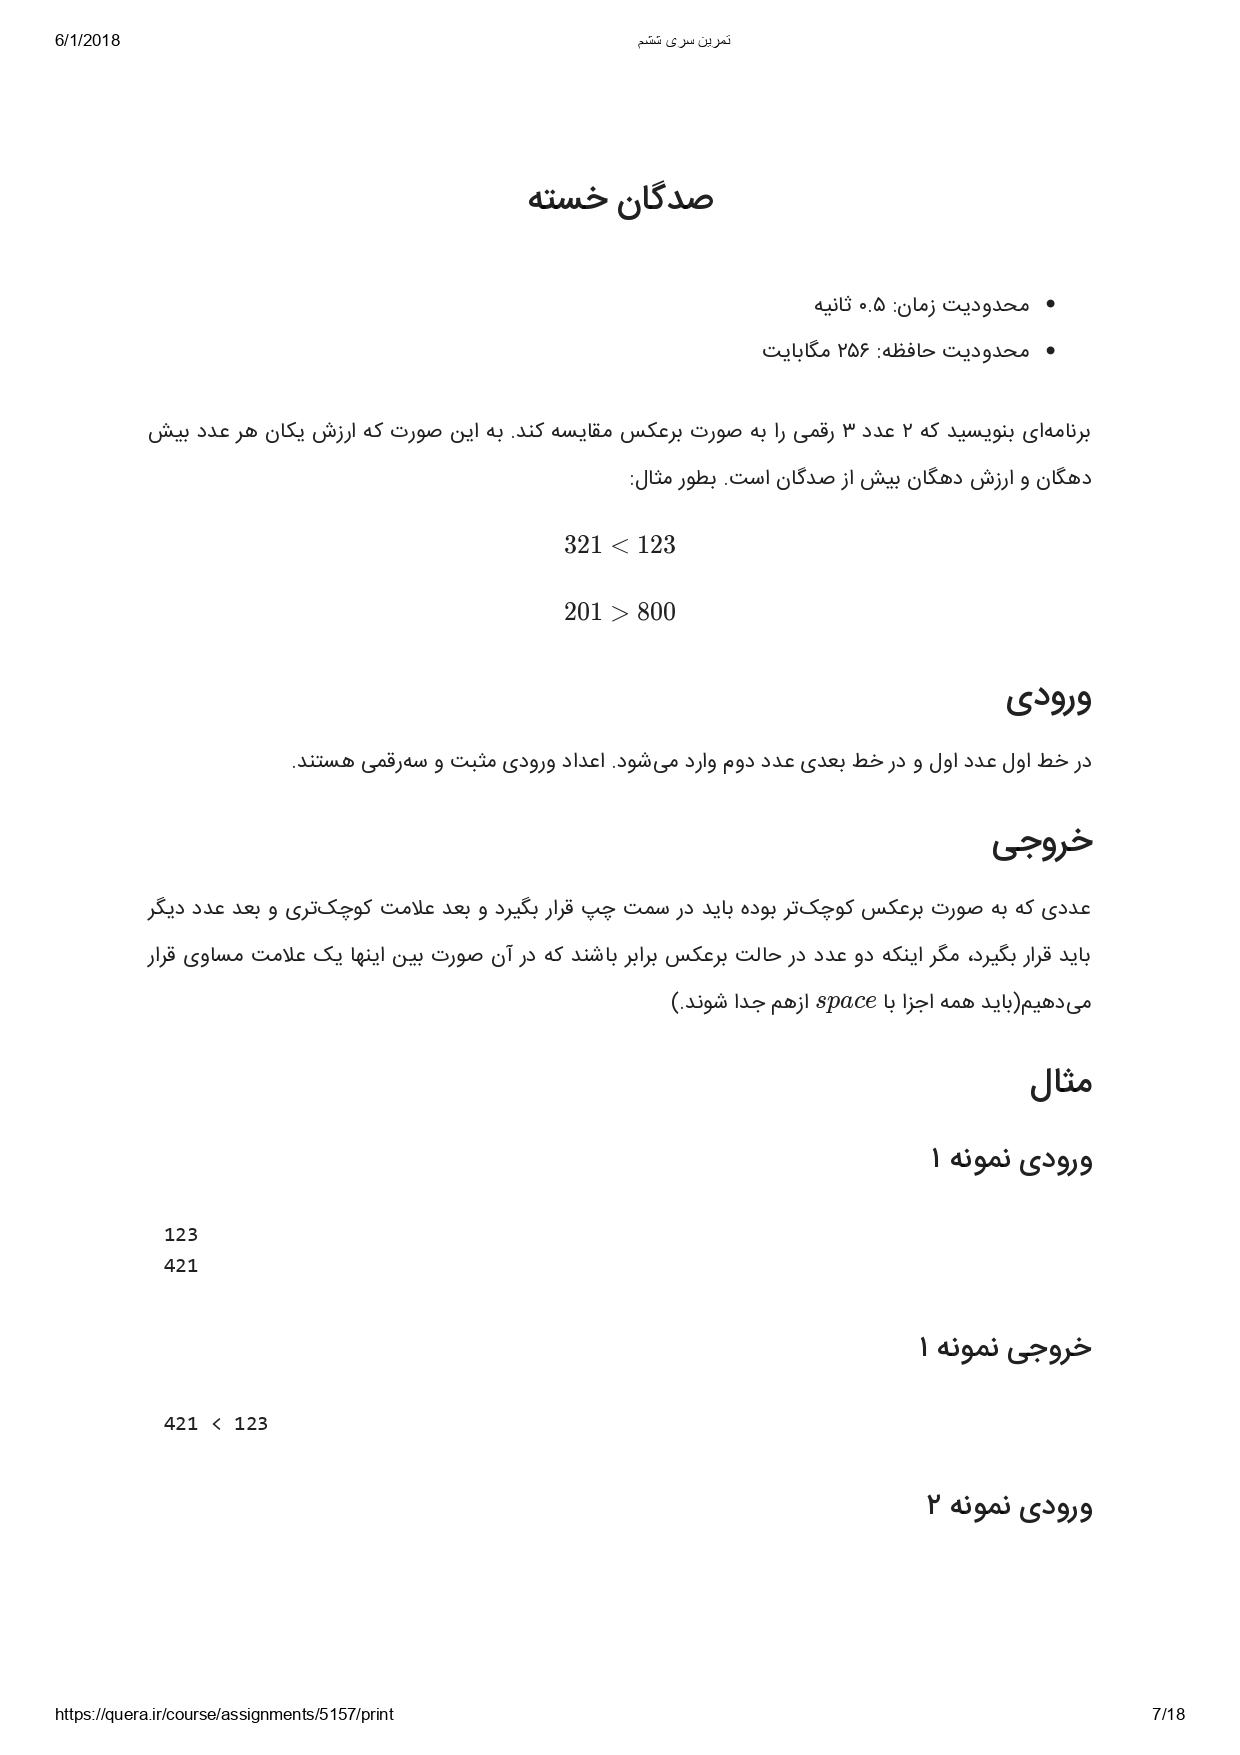 6/1/2018
تمرین سری ششم
صدگان خسته
• محدودیت زمان: ۰.۵ ثانیه
• محدودیت حافظه: ۲۵۶ مگابایت
برنامه‌ای بنویسید که ۲ عدد ۳ رقمی را به صورت برعکس مقایسه کند. به این صورت که ارزش یکان هر عدد بیش
دهگان و ارزش دهگان بیش از صدگان است. بطور مثال:
321 < 123
201 > 800
ورودی
در خط اول عدد اول و در خط بعدی عدد دوم وارد می‌شود. اعداد ورودی مثبت و سه‌رقمی هستند.
خروجی
عددی که به صورت برعکس کوچک‌تر بوده باید در سمت چپ قرار بگیرد و بعد علامت کوچک‌تری و بعد عدد دیگر
باید قرار بگیرد، مگر اینکه دو عدد در حالت برعکس برابر باشند که در آن صورت بین اینها یک علامت مساوی قرار
می‌دهیم(باید همه اجزا با space ازهم جدا شوند.)
مثال
ورودی نمونه ۱
123
421
خروجی نمونه ۱
421 < 123
ورودی نمونه ۲
https://quera.ir/course/assignments/5157/print
7/18